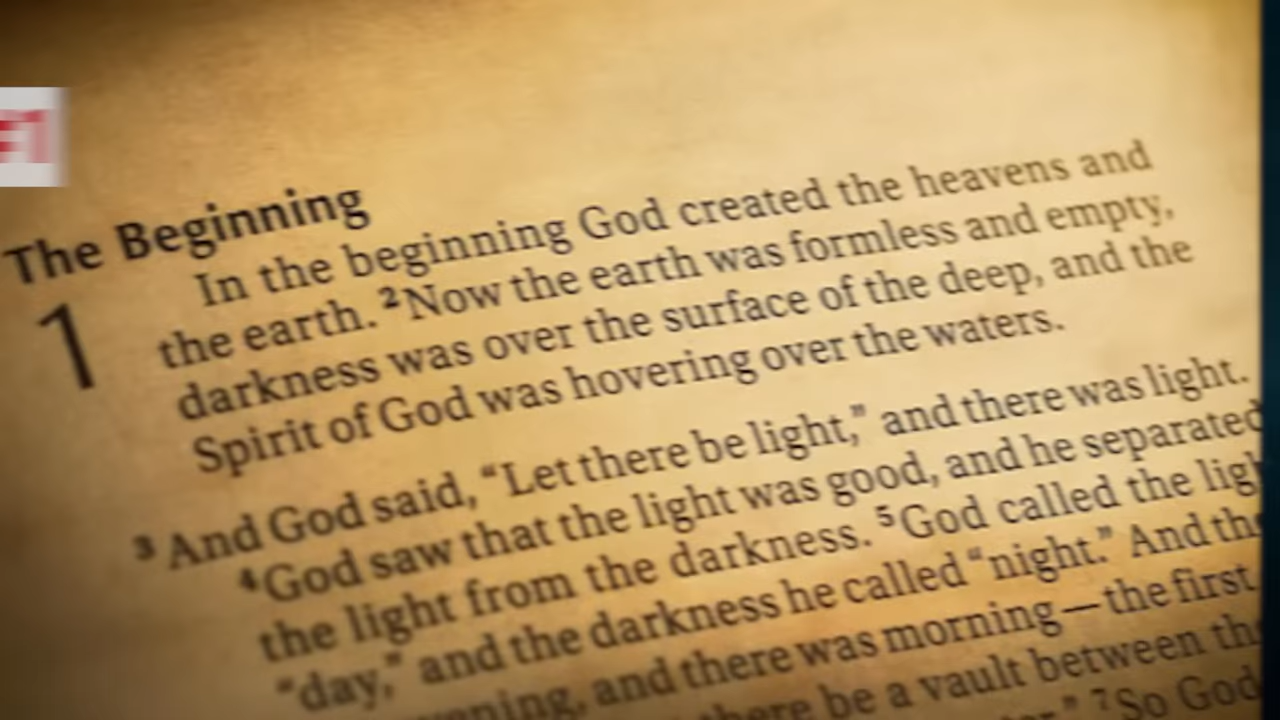 #1
The Beginning
1 In the beginning God created the heavens and
the earth. ²Now the earth was formless and empty,
darkness was over the surface of the deep, and the
Spirit of God was hovering over the waters.
³And God said, “Let there be light,” and there was light.
⁴God saw that the light was good, and he separated
the light from the darkness. ⁵God called the
“day,” and the darkness he called “night.” And
and there was morning—the first
there be a vault between
⁷So God